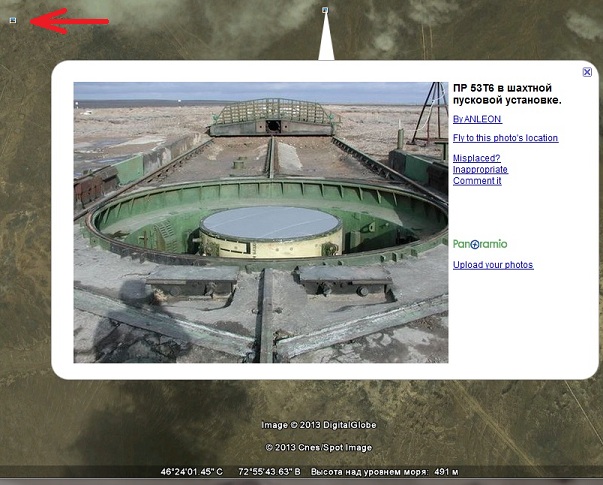 ПР 53Т6 в шахтной
пусковой установке.
By ANLEON
Fly to this photo's location
Misplaced?
Inappropriate
Comment it
Panoramio
Upload your photos
Image © 2013 DigitalGlobe
© 2013 Cnes/Spot Image
46°24'01.45" С 72°55'43.63" В Высота над уровнем моря: 491 м